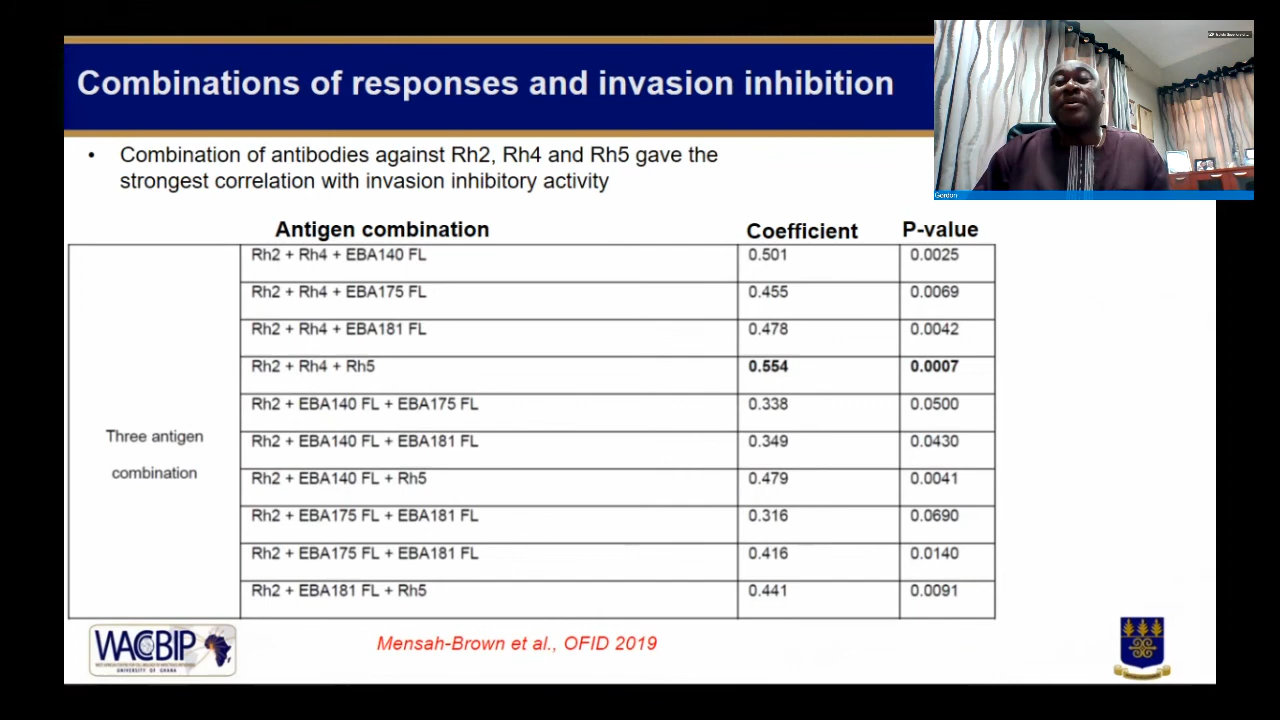 Combinations of responses and invasion inhibition
Gordon
• Combination of antibodies against Rh2, Rh4 and Rh5 gave the
strongest correlation with invasion inhibitory activity
Antigen combination Coefficient P-value
Rh2 + Rh4 + EBA140 FL 0.501 0.0025
Rh2 + Rh4 + EBA175 FL 0.455 0.0069
Rh2 + Rh4 + EBA181 FL 0.478 0.0042
Rh2 + Rh4 + Rh5 0.554 0.0007
Rh2 + EBA140 FL + EBA175 FL 0.338 0.0500
Three antigen
combination
Rh2 + EBA140 FL + EBA181 FL 0.349 0.0430
Rh2 + EBA140 FL + Rh5 0.479 0.0041
Rh2 + EBA175 FL + EBA181 FL 0.316 0.0690
Rh2 + EBA175 FL + EBA181 FL 0.416 0.0140
Rh2 + EBA181 FL + Rh5 0.441 0.0091
WACCBIP
UNIVERSITY OF GHANA
Mensah-Brown et al., OFID 2019